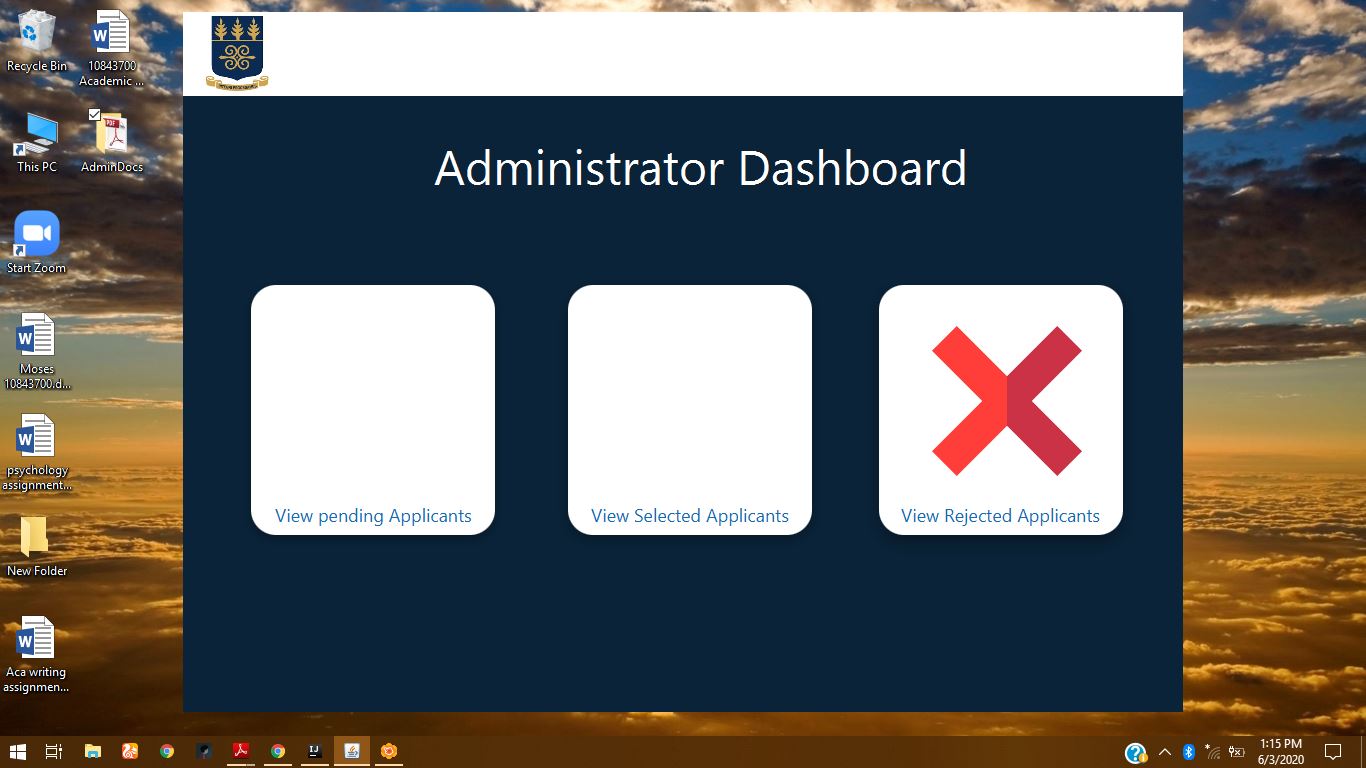 Recycle Bin
10843700
Academic ...
This PC
AdminDocs
Start Zoom
Moses
10843700.d...
psychology
assignment...
New Folder
Aca writing
assignmen...
Administrator Dashboard
View pending Applicants
View Selected Applicants
View Rejected Applicants
1:15 PM
6/3/2020